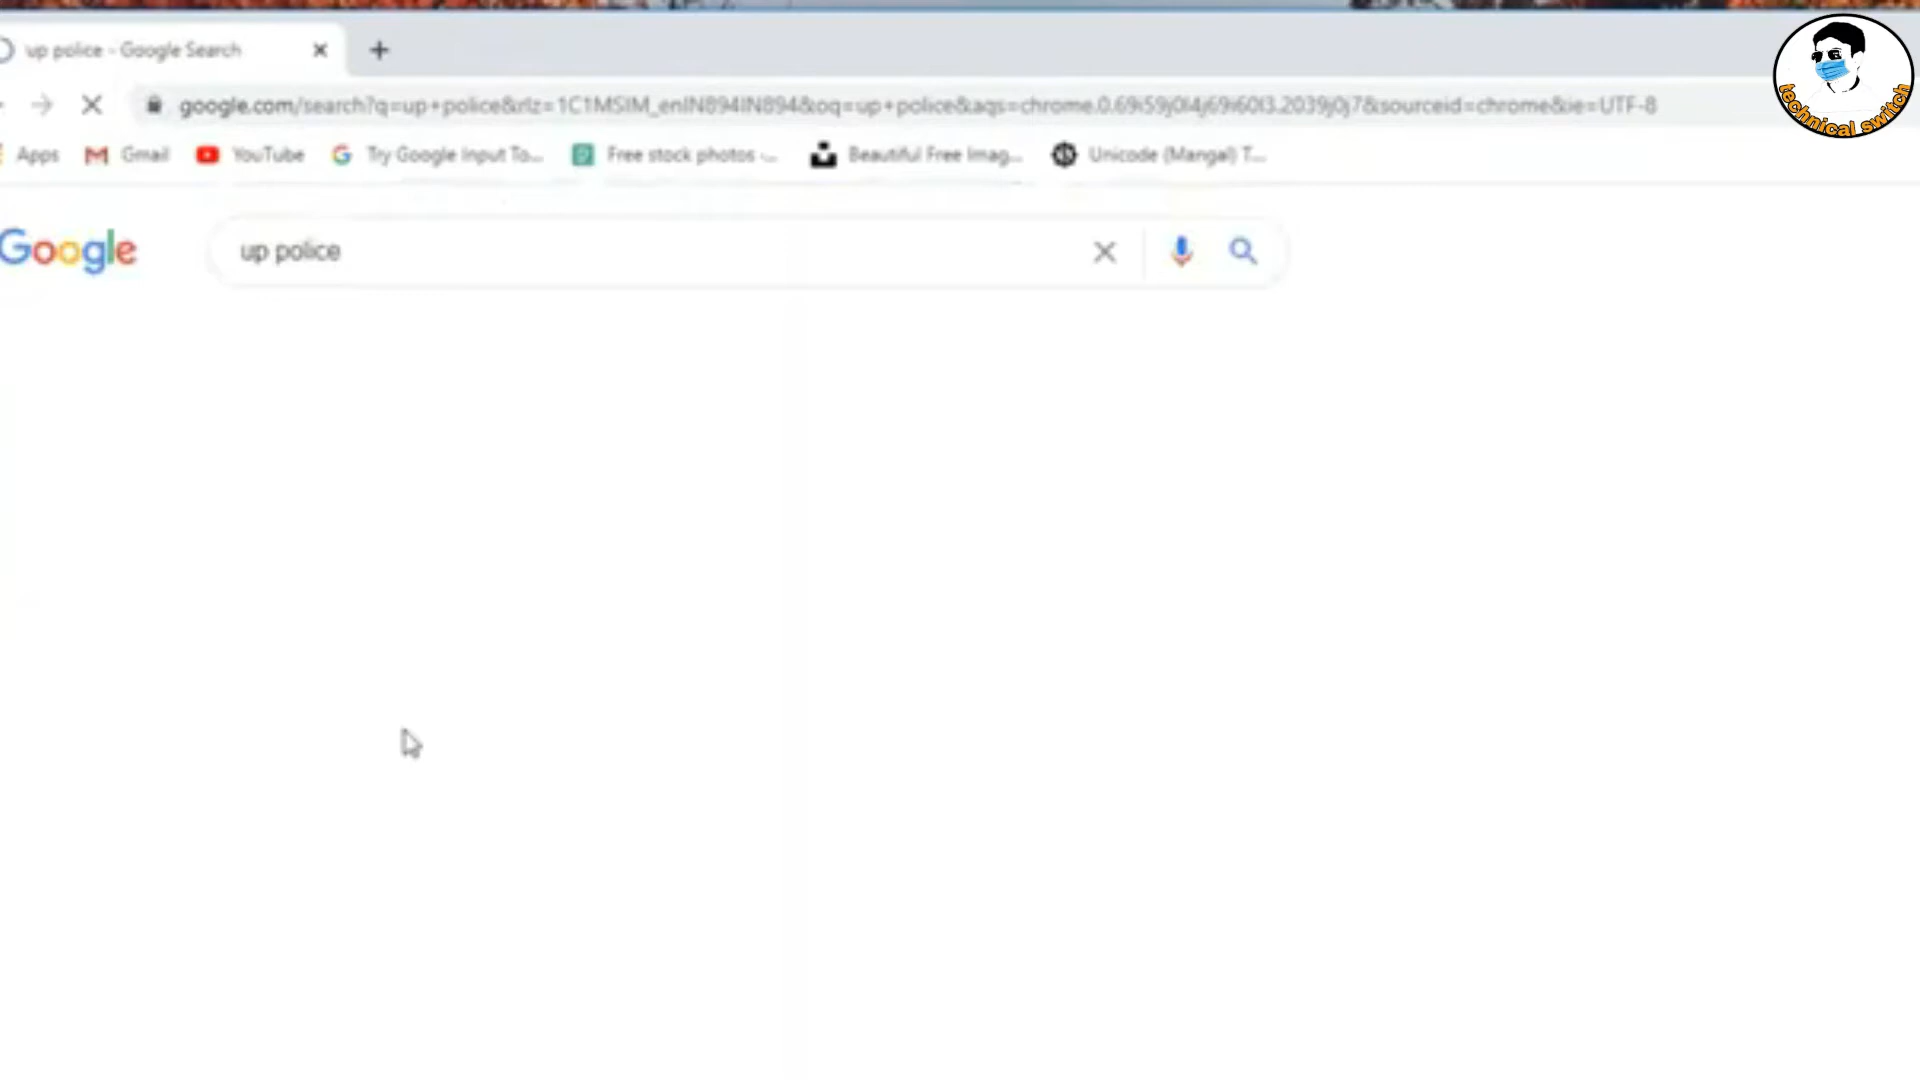 up police - Google Search
google.com/search?q=up+police&rlz=1C1MSIM_enIN894IN894&oq=up+police&aqs=chrome.0.69i59j0l4j69i60l3.2039j0j7&sourceid=chrome&ie=UTF-8
Apps Gmail YouTube Try Google Input To... Free stock photos -... Beautiful Free Imag... Unicode (Mangal) T...
Google up police
technical switch